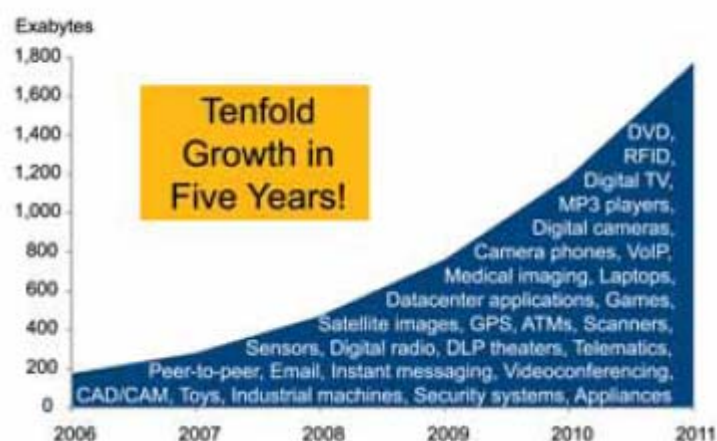 Exabytes
1,800
1,600
1,400
1,200
1,000
800
600
400
200
0
Tenfold
Growth in
Five Years!
DVD,
RFID,
Digital TV,
MP3 players,
Digital cameras,
Camera phones, VoIP,
Medical imaging, Laptops,
Datacenter applications, Games,
Satellite images, GPS, ATMs, Scanners,
Sensors, Digital radio, DLP theaters, Telematics,
Peer-to-peer, Email, Instant messaging, Videoconferencing,
CAD/CAM, Toys, Industrial machines, Security systems, Appliances
2006 2007 2008 2009 2010 2011